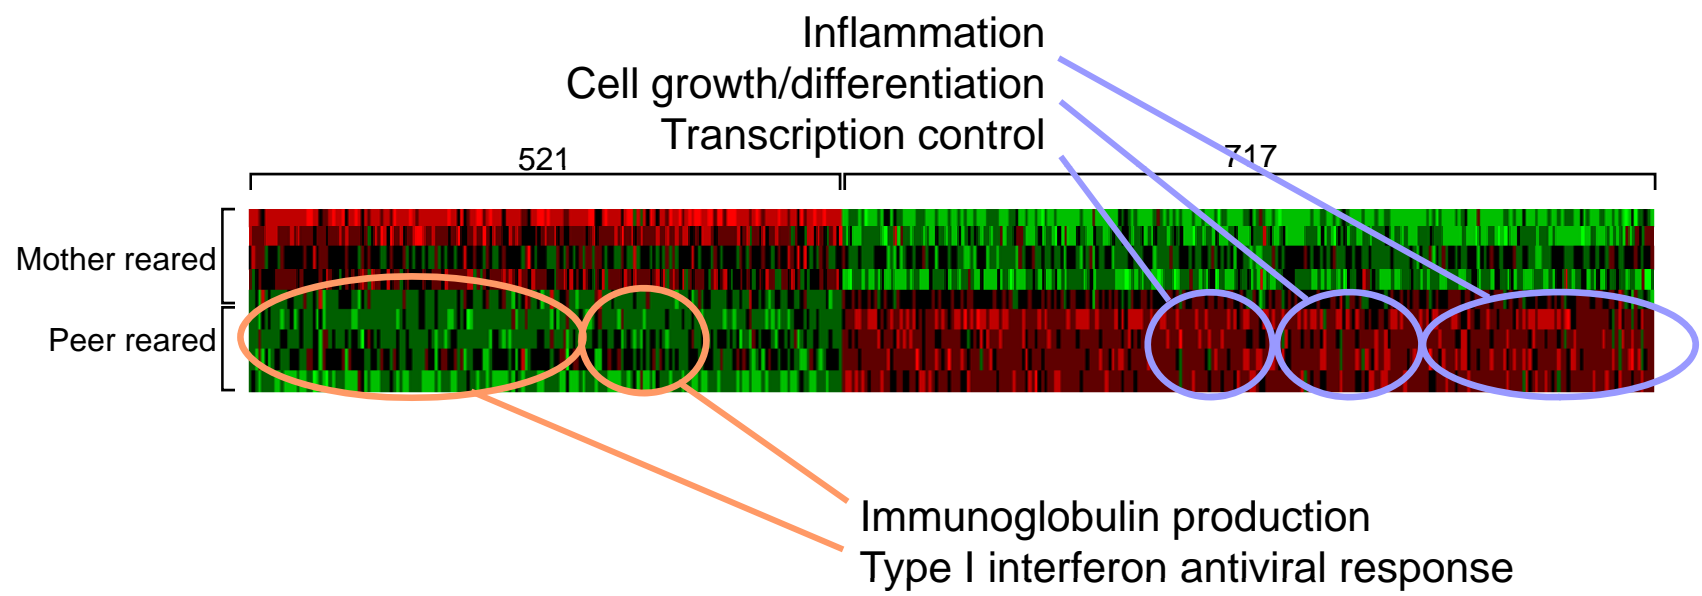 Inflammation
Cell growth/differentiation
Transcription control
521
717
Mother reared
Peer reared
Immunoglobulin production
Type I interferon antiviral response